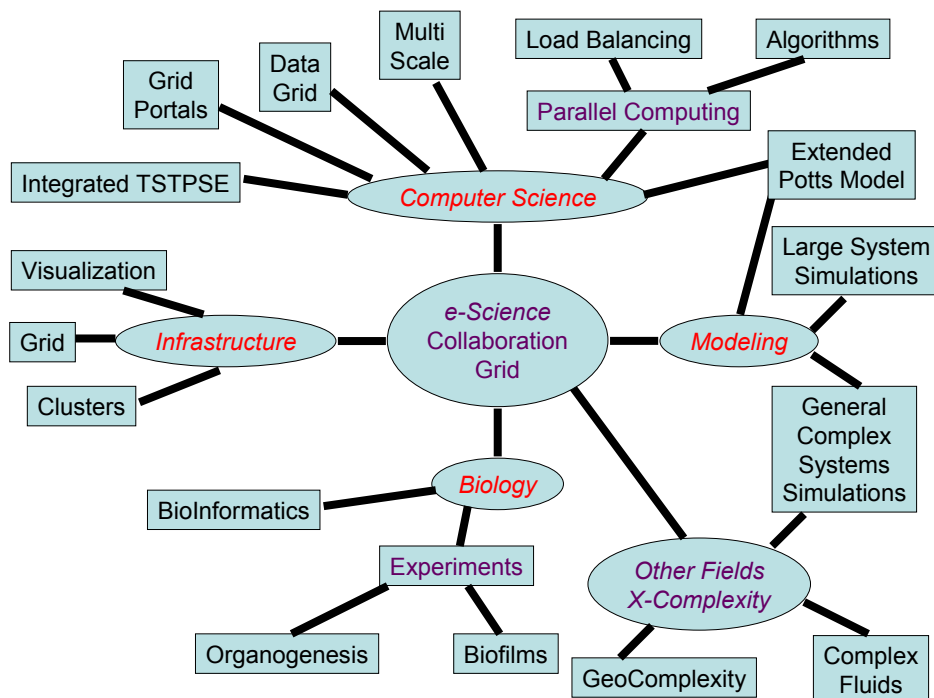 Multi
Scale
Load Balancing
Algorithms
Data
Grid
Grid
Portals
Parallel Computing
Extended
Potts Model
Integrated TSTPSE
Computer Science
Large System
Simulations
Visualization
e-Science
Collaboration
Grid
Infrastructure
Modeling
Grid
Clusters
General
Complex
Systems
Simulations
Biology
BioInformatics
Experiments
Other Fields
X-Complexity
Organogenesis
Biofilms
GeoComplexity
Complex
Fluids